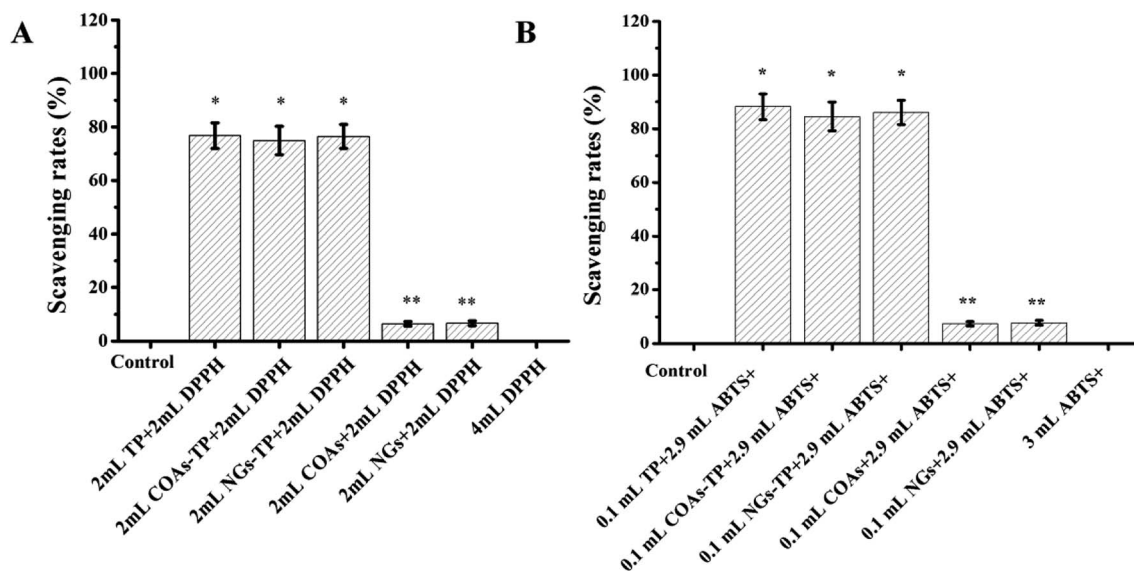 A
Scavenging rates (%)
120
100
80
60
40
20
0
*
*
*
**
**
Control
2mL TP+2mL DPPH
2mL COAs-TP+2mL DPPH
2mL NGs-TP+2mL DPPH
2mL COAs+2mL DPPH
2mL NGs+2mL DPPH
4mL DPPH
B
Scavenging rates (%)
120
100
80
60
40
20
0
*
*
*
**
**
Control
0.1 mL TP+2.9 mL ABTS+
0.1 mL COAs-TP+2.9 mL ABTS+
0.1 mL NGs-TP+2.9 mL ABTS+
0.1 mL COAs+2.9 mL ABTS+
0.1 mL NGs+2.9 mL ABTS+
3 mL ABTS+